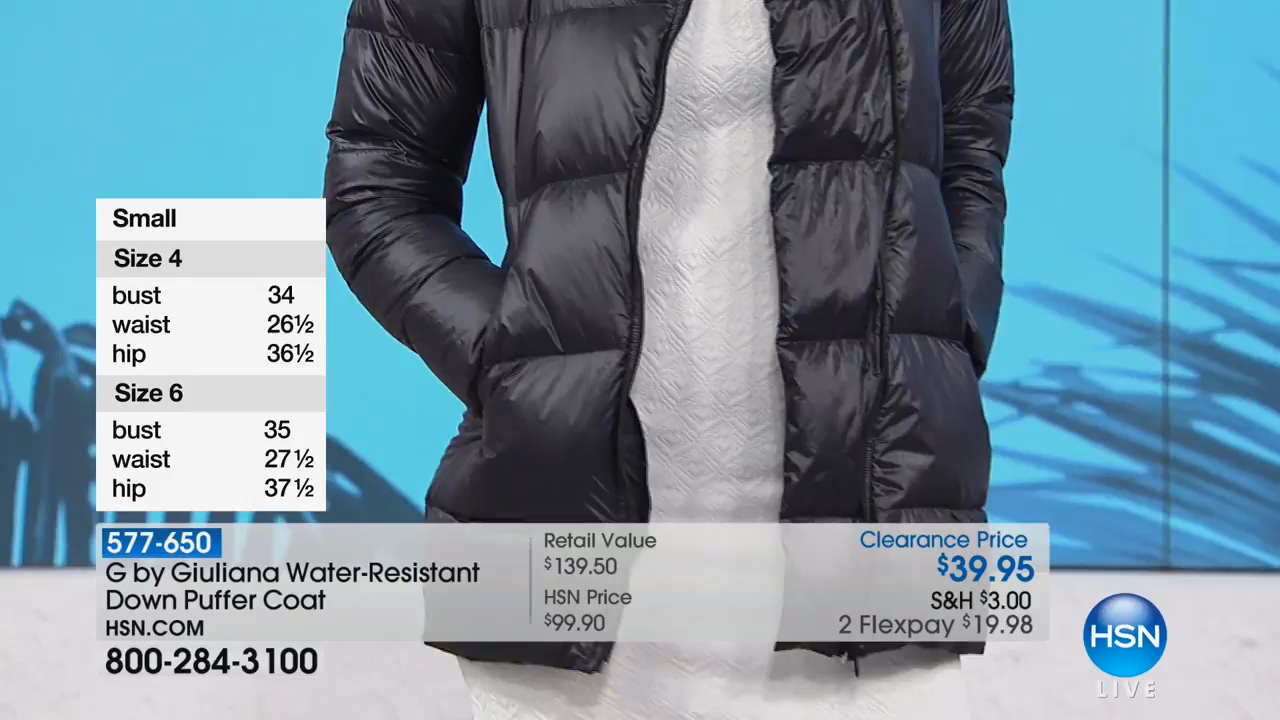 Small
Size 4
bust 34
waist 26½
hip 36½
Size 6
bust 35
waist 27½
hip 37½
577-650
G by Giuliana Water-Resistant
Down Puffer Coat
HSN.COM
800-284-3100
Retail Value
$139.50
HSN Price
$99.90
Clearance Price
$39.95
S&H $3.00
2 Flexpay $19.98
HSN
LIVE